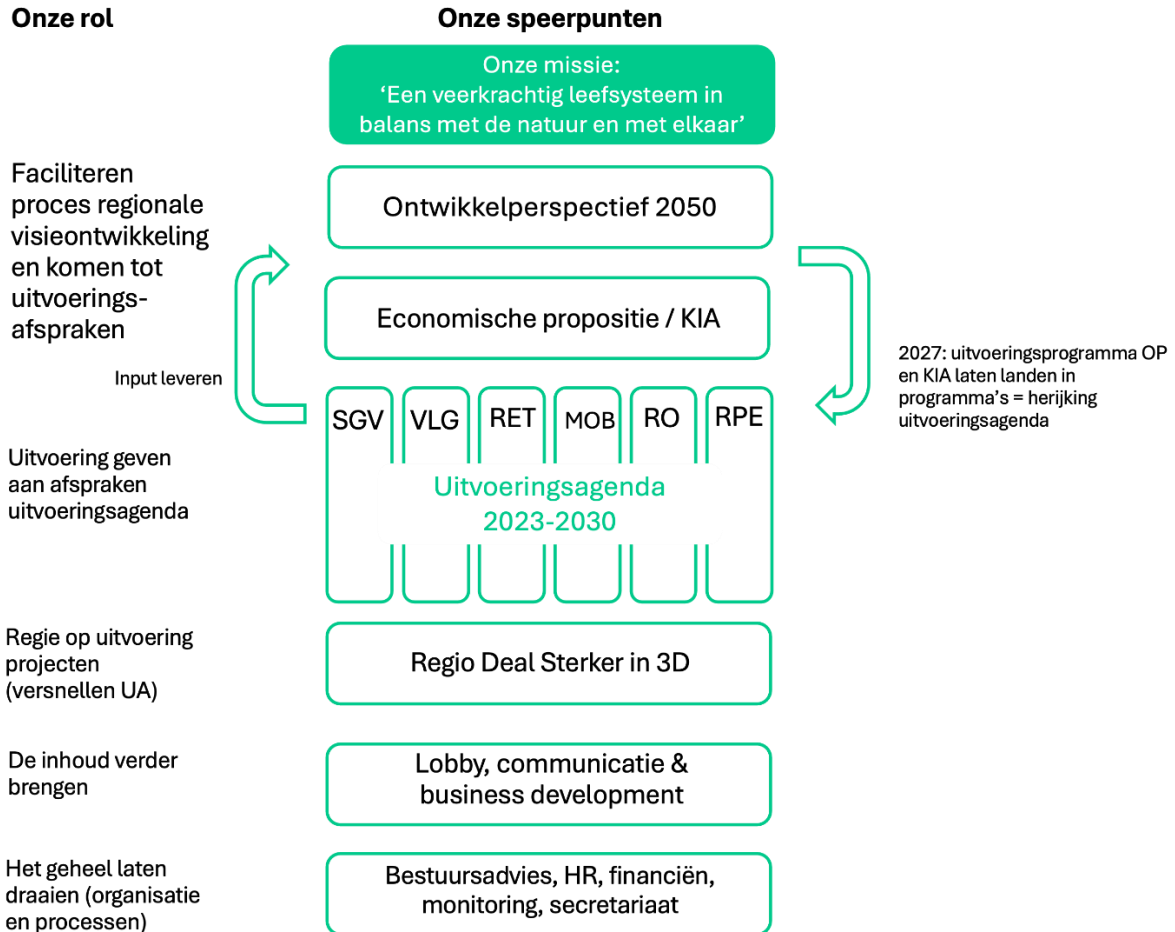 Onze rol
Onze speerpunten
Onze missie:
‘Een veerkrachtig leefsysteem in
balans met de natuur en met elkaar’
Faciliteren
proces regionale
visieontwikkeling
en komen tot
uitvoerings-
afspraken
Ontwikkelperspectief 2050
Economische propositie / KIA
Input leveren
2027: uitvoeringsprogramma OP
en KIA laten landen in
programma’s = herijking
uitvoeringsagenda
SGV
VLG
RET
MOB
RO
RPE
Uitvoering geven
aan afspraken
uitvoeringsagenda
Uitvoeringsagenda
2023-2030
Regie op uitvoering
projecten
(versnellen UA)
Regio Deal Sterker in 3D
De inhoud verder
brengen
Lobby, communicatie &
business development
Het geheel laten
draaien (organisatie
en processen)
Bestuursadvies, HR, financiën,
monitoring, secretariaat